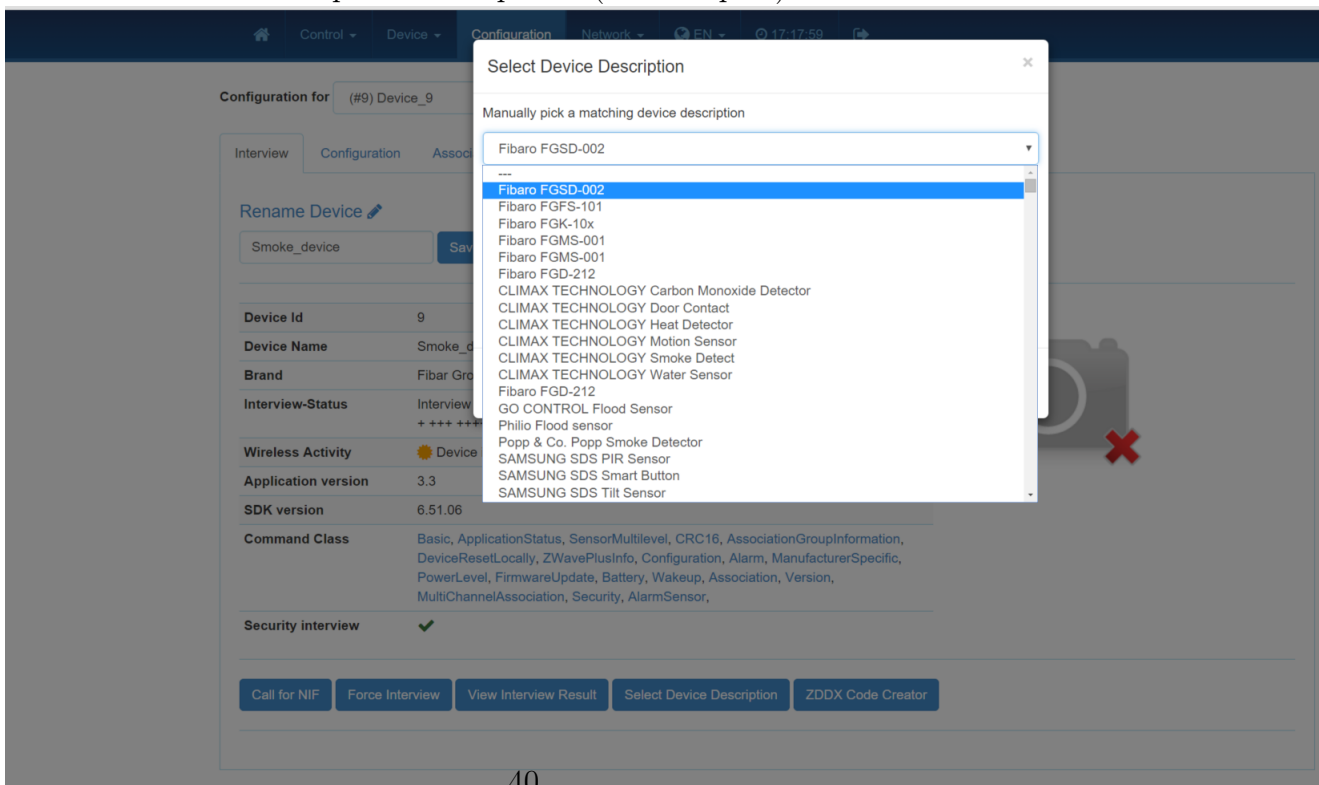 Control Device Configuration Network EN 17:17:59
Select Device Description ×
Configuration for (#9) Device_9
Manually pick a matching device description
Fibaro FGSD-002
Interview Configuration Associ
---
Fibaro FGSD-002
Fibaro FGFS-101
Fibaro FGK-10x
Fibaro FGMS-001
Fibaro FGMS-001
Fibaro FGD-212
CLIMAX TECHNOLOGY Carbon Monoxide Detector
CLIMAX TECHNOLOGY Door Contact
CLIMAX TECHNOLOGY Heat Detector
CLIMAX TECHNOLOGY Motion Sensor
CLIMAX TECHNOLOGY Smoke Detect
CLIMAX TECHNOLOGY Water Sensor
Fibaro FGD-212
GO CONTROL Flood Sensor
Philio Flood sensor
Popp & Co. Popp Smoke Detector
SAMSUNG SDS PIR Sensor
SAMSUNG SDS Smart Button
SAMSUNG SDS Tilt Sensor
Rename Device
Smoke_device Sav
Device Id 9
Device Name Smoke_d
Brand Fibar Gro
Interview-Status Interview
+ +++ +++
Wireless Activity Device
Application version 3.3
SDK version 6.51.06
Command Class Basic, ApplicationStatus, SensorMultilevel, CRC16, AssociationGroupInformation,
DeviceResetLocally, ZWavePlusInfo, Configuration, Alarm, ManufacturerSpecific,
PowerLevel, FirmwareUpdate, Battery, Wakeup, Association, Version,
MultiChannelAssociation, Security, AlarmSensor,
Security interview
Call for NIF Force Interview View Interview Result Select Device Description ZDDX Code Creator
40